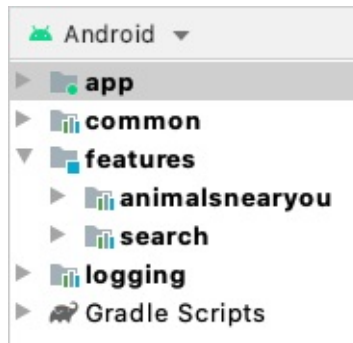 Android
app
common
features
animalsnearyou
search
logging
Gradle Scripts